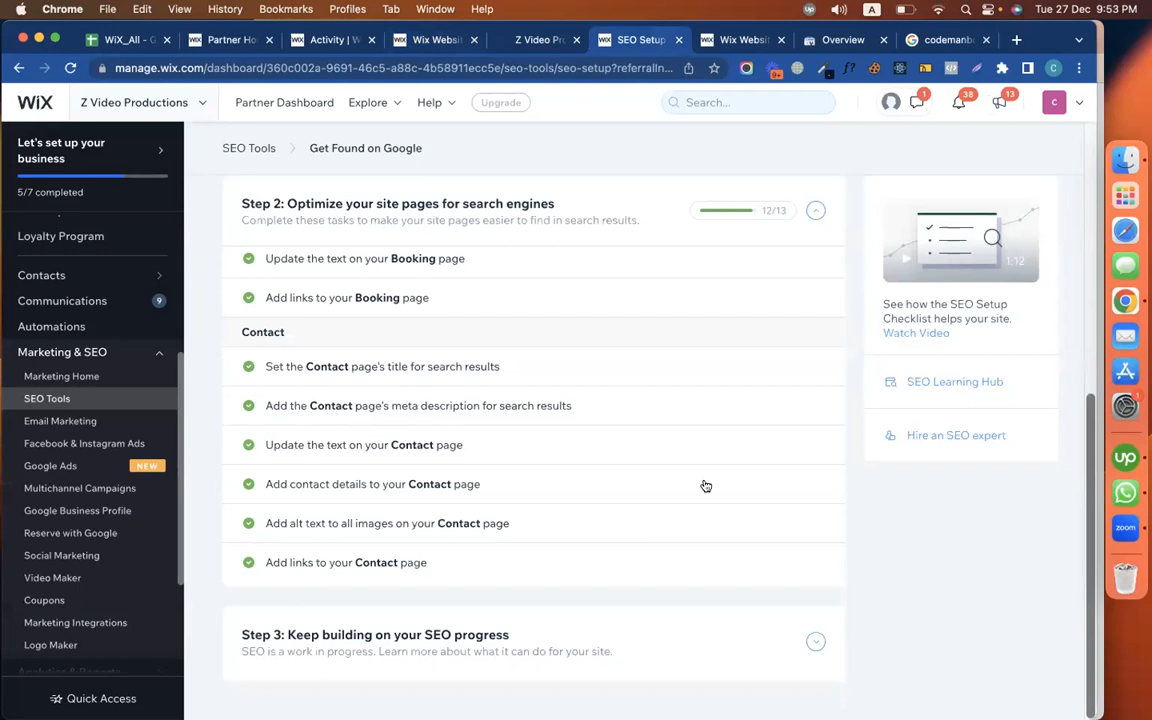 Chrome File Edit View History Bookmarks Profiles Tab Window Help A Tue 27 Dec 9:53 PM
WiX_All - G Partner Ho Activity | W Wix Websit Z Video Pro SEO Setup Wix Websit Overview codemanb
manage.wix.com/dashboard/360c002a-9691-46c5-a88c-4b58911ecc5e/seo-tools/seo-setup?referralIn...
WiX Z Video Productions Partner Dashboard Explore Help Upgrade Search... 1 38 13 C
Let's set up your
business
5/7 completed
Loyalty Program
Contacts
Communications 9
Automations
Marketing & SEO
Marketing Home
SEO Tools
Email Marketing
Facebook & Instagram Ads
Google Ads NEW
Multichannel Campaigns
Google Business Profile
Reserve with Google
Social Marketing
Video Maker
Coupons
Marketing Integrations
Logo Maker
Analytics & Reports
Quick Access
SEO Tools Get Found on Google
Step 2: Optimize your site pages for search engines
Complete these tasks to make your site pages easier to find in search results.
12/13
Update the text on your Booking page
Add links to your Booking page
Contact
Set the Contact page's title for search results
Add the Contact page's meta description for search results
Update the text on your Contact page
Add contact details to your Contact page
Add alt text to all images on your Contact page
Add links to your Contact page
Step 3: Keep building on your SEO progress
SEO is a work in progress. Learn more about what it can do for your site.
1:12
See how the SEO Setup
Checklist helps your site.
Watch Video
SEO Learning Hub
Hire an SEO expert
1
up
zoom